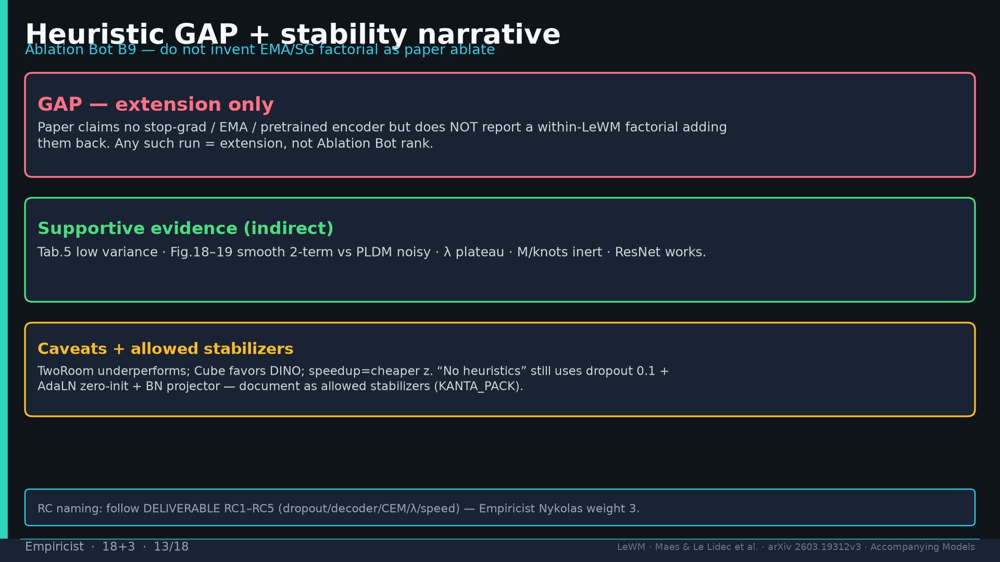 Heuristic GAP + stability narrative
Ablation Bot B9 — do not invent EMA/SG factorial as paper ablate
GAP — extension only
Paper claims no stop-grad / EMA / pretrained encoder but does NOT report a within-LeWM factorial adding
them back. Any such run = extension, not Ablation Bot rank.
Supportive evidence (indirect)
Tab.5 low variance · Fig.18–19 smooth 2-term vs PLDM noisy · λ plateau · M/knots inert · ResNet works.
Caveats + allowed stabilizers
TwoRoom underperforms; Cube favors DINO; speedup=cheaper z. “No heuristics” still uses dropout 0.1 +
AdaLN zero-init + BN projector — document as allowed stabilizers (KANTA_PACK).
RC naming: follow DELIVERABLE RC1–RC5 (dropout/decoder/CEM/λ/speed) — Empiricist Nykolas weight 3.
Empiricist · 18+3 · 13/18
LeWM · Maes & Le Lidec et al. · arXiv 2603.19312v3 · Accompanying Models